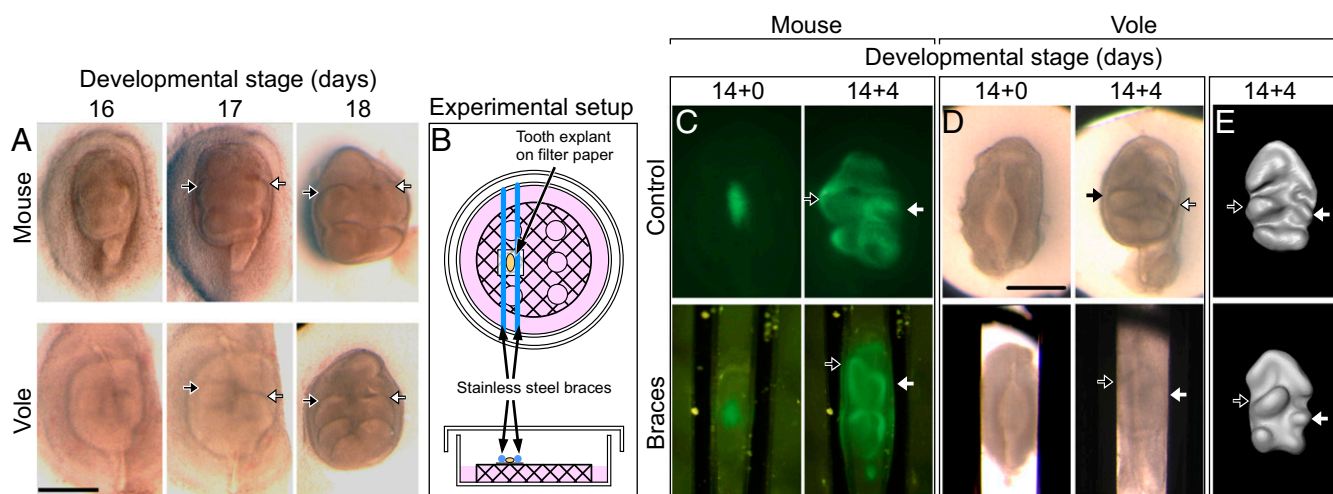 Developmental stage (days)
16 17 18
A
Mouse
Vole
Experimental setup
B
Tooth explant
on filter paper
Stainless steel braces
Mouse Vole
Developmental stage (days)
14+0 14+4 14+0 14+4 14+4
C D E
Control
Braces